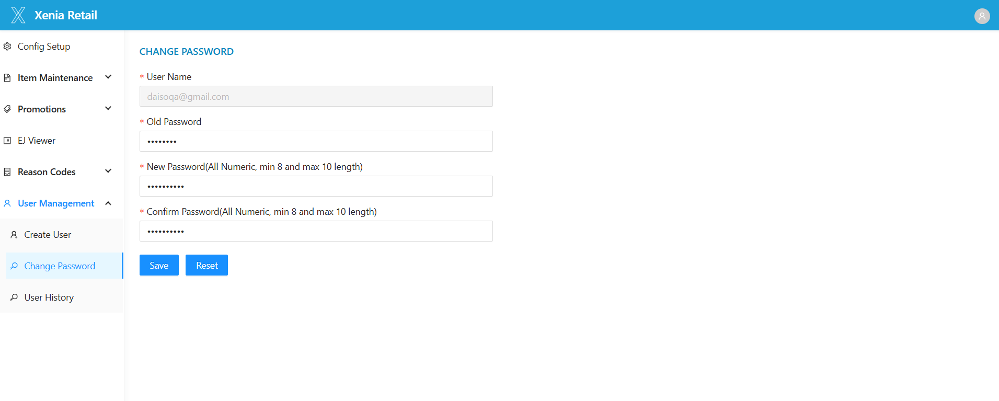 Xenia Retail
Config Setup
Item Maintenance
Promotions
EJ Viewer
Reason Codes
User Management
Create User
Change Password
User History
CHANGE PASSWORD
* User Name
daisoqa@gmail.com
* Old Password
••••••••
* New Password(All Numeric, min 8 and max 10 length)
••••••••••
* Confirm Password(All Numeric, min 8 and max 10 length)
••••••••••
Save Reset